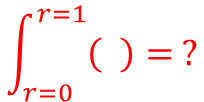 ∫_{r=0}^{r=1} ( ) = ?